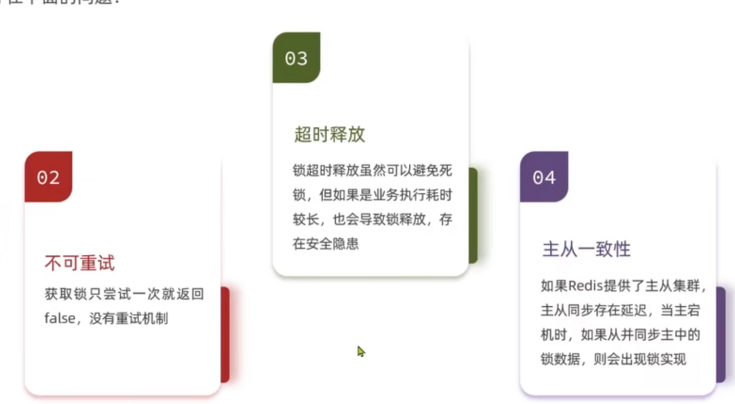 02
不可重试
获取锁只尝试一次就返回
false，没有重试机制
03
超时释放
锁超时释放虽然可以避免死
锁，但如果是业务执行耗时
较长，也会导致锁释放，存
在安全隐患
04
主从一致性
如果Redis提供了主从集群，
主从同步存在延迟，当主宕
机时，如果从并同步主中的
锁数据，则会出现锁实现